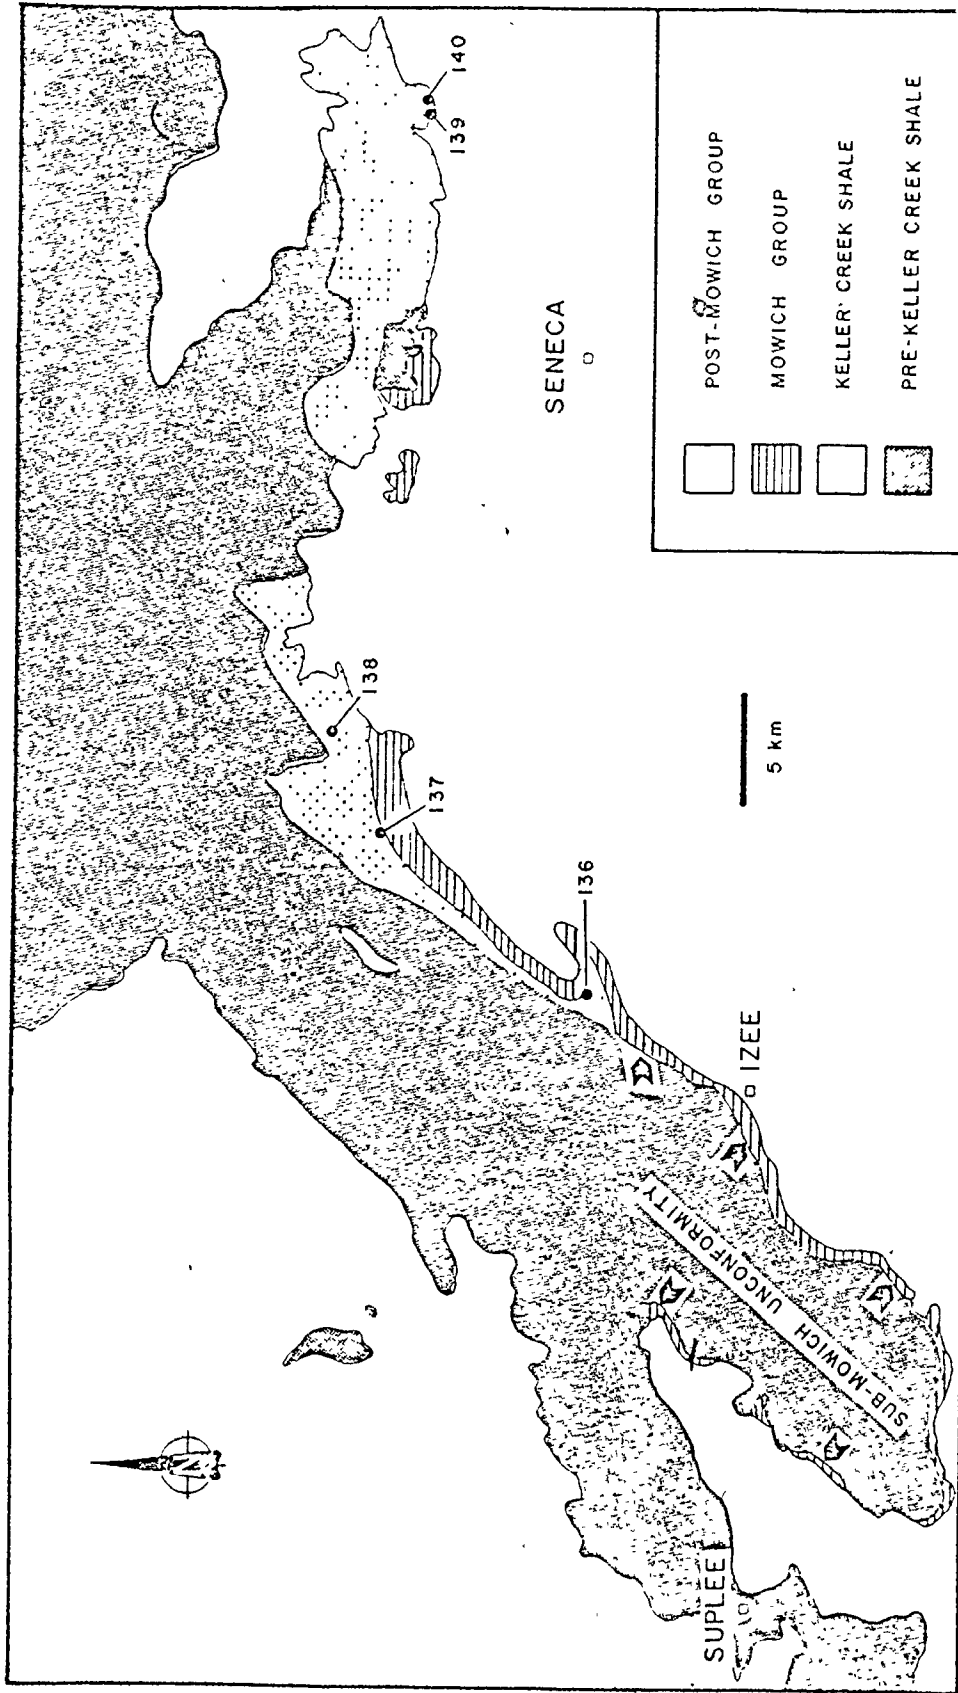 140
139
138
137
136
SENECA
IZEE
SUPLEE
SUB-MOWICH
UNCONFORMITY
N
5 km
POST-MOWICH GROUP
MOWICH GROUP
KELLER CREEK SHALE
PRE-KELLER CREEK SHALE